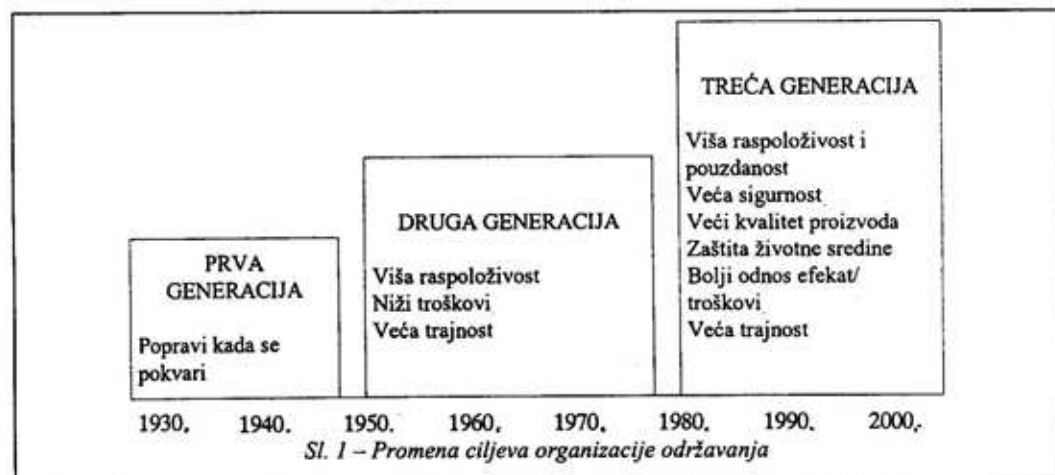 PRVA
GENERACIJA
Popravi kada se
pokvari
DRUGA GENERACIJA
Viša raspoloživost
Niži troškovi
Veća trajnost
TREĆA GENERACIJA
Viša raspoloživost i
pouzdanost
Veća sigurnost
Veći kvalitet proizvoda
Zaštita životne sredine
Bolji odnos efekat/
troškovi
Veća trajnost
1930. 1940. 1950. 1960. 1970. 1980. 1990. 2000.
Sl. 1 – Promena ciljeva organizacije održavanja